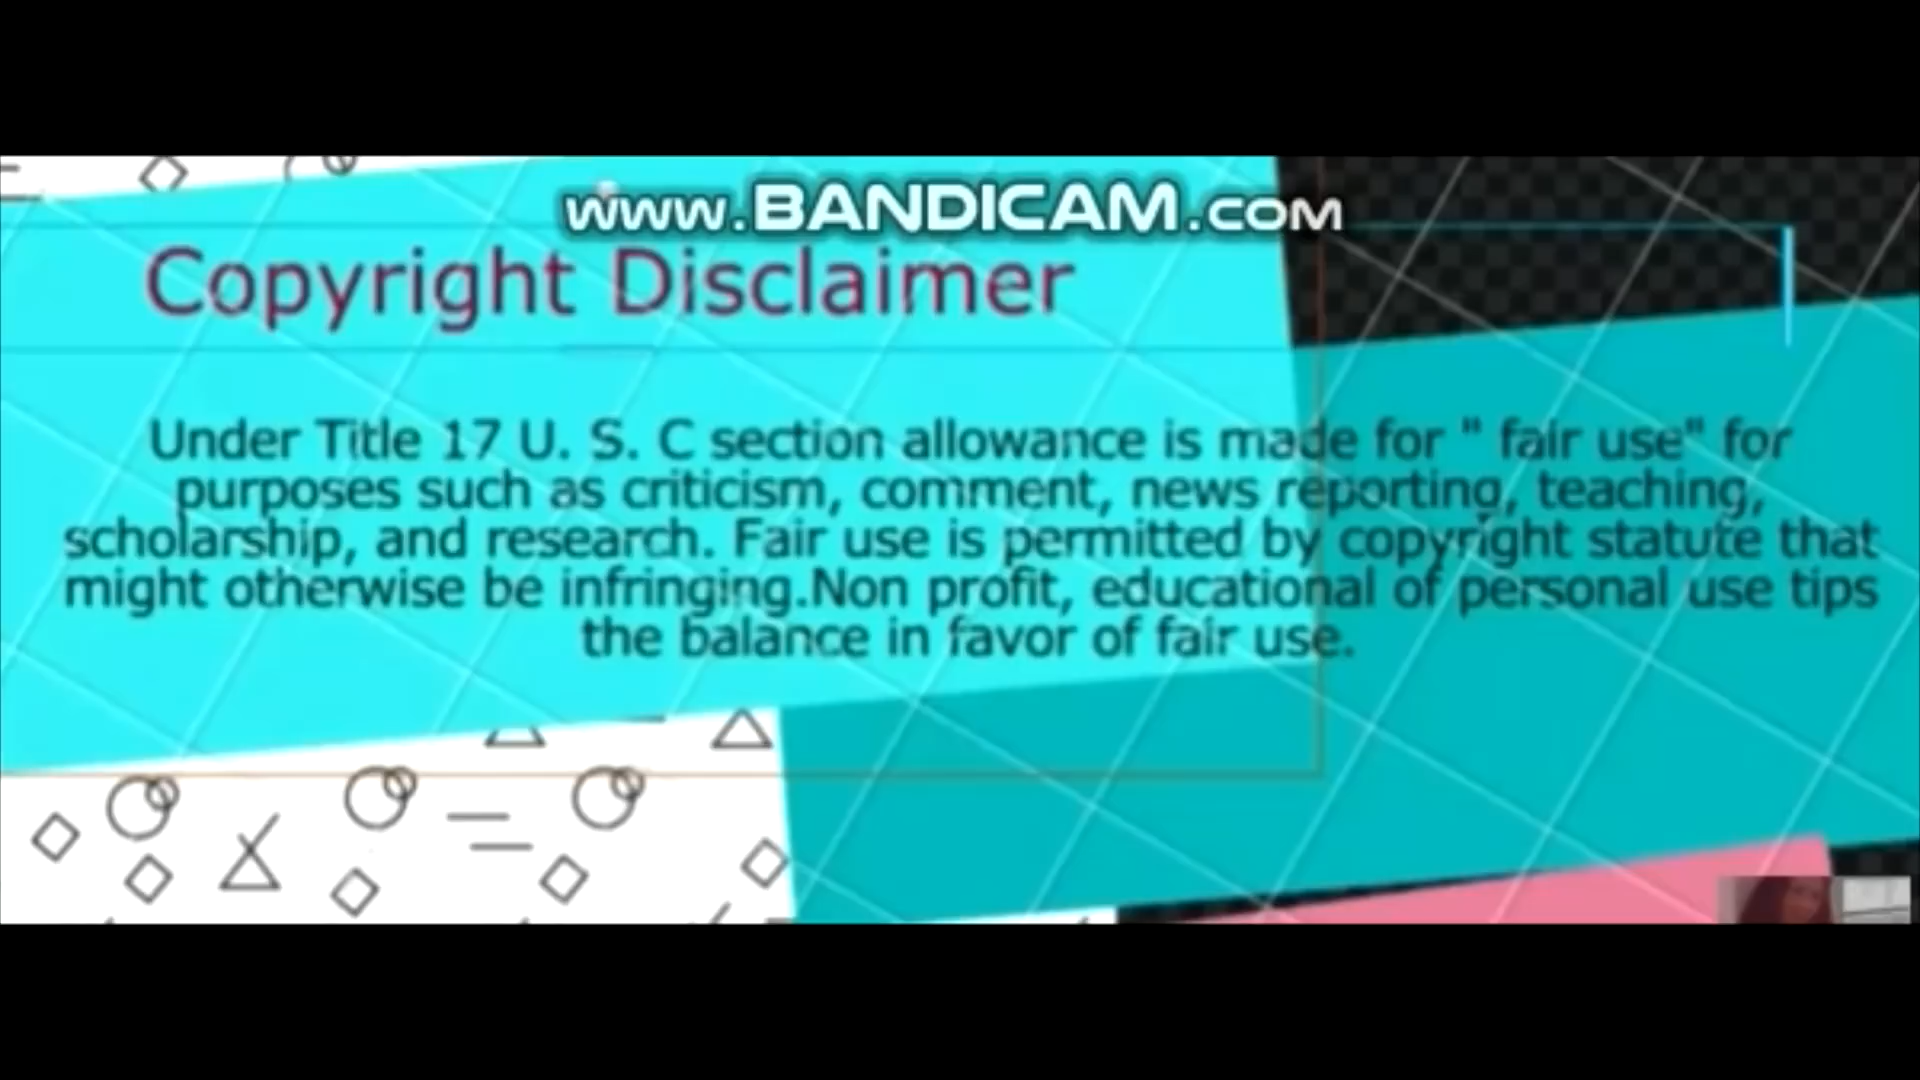 www.BANDICAM.COM
Copyright Disclaimer
Under Title 17 U. S. C section allowance is made for " fair use" for
purposes such as criticism, comment, news reporting, teaching,
scholarship, and research. Fair use is permitted by copyright statute that
might otherwise be infringing.Non profit, educational of personal use tips
the balance in favor of fair use.